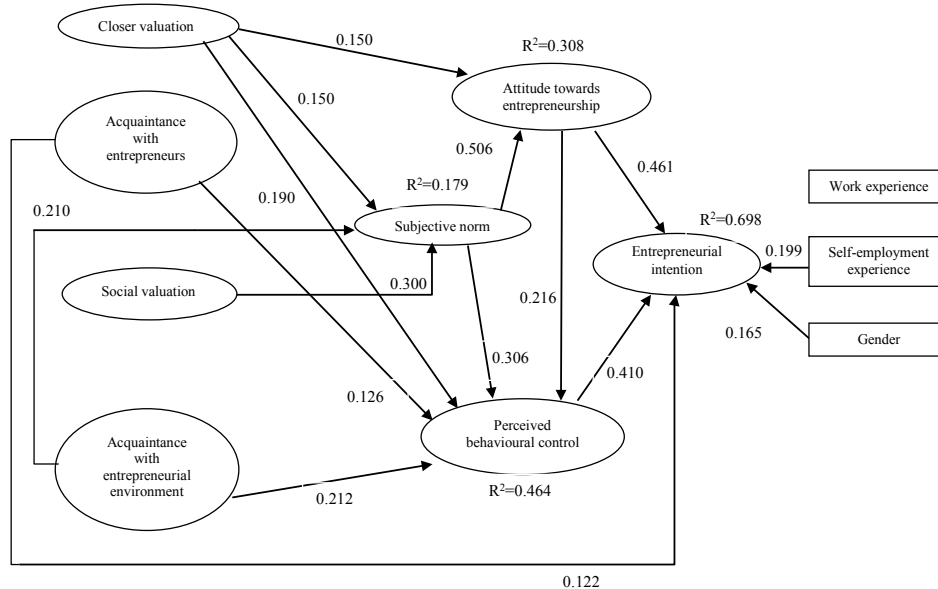 Closer valuation
0.150
R²=0.308
Attitude towards
entrepreneurship
0.150
Acquaintance
with
entrepreneurs
0.506
0.461
R²=0.179
Work experience
0.210
0.190
Subjective norm
R²=0.698
Entrepreneurial
intention
0.199
Self-employment
experience
Social valuation
0.300
0.216
0.165
Gender
0.306
0.410
0.126
Perceived
behavioural control
Acquaintance
with
entrepreneurial
environment
0.212
R²=0.464
0.122